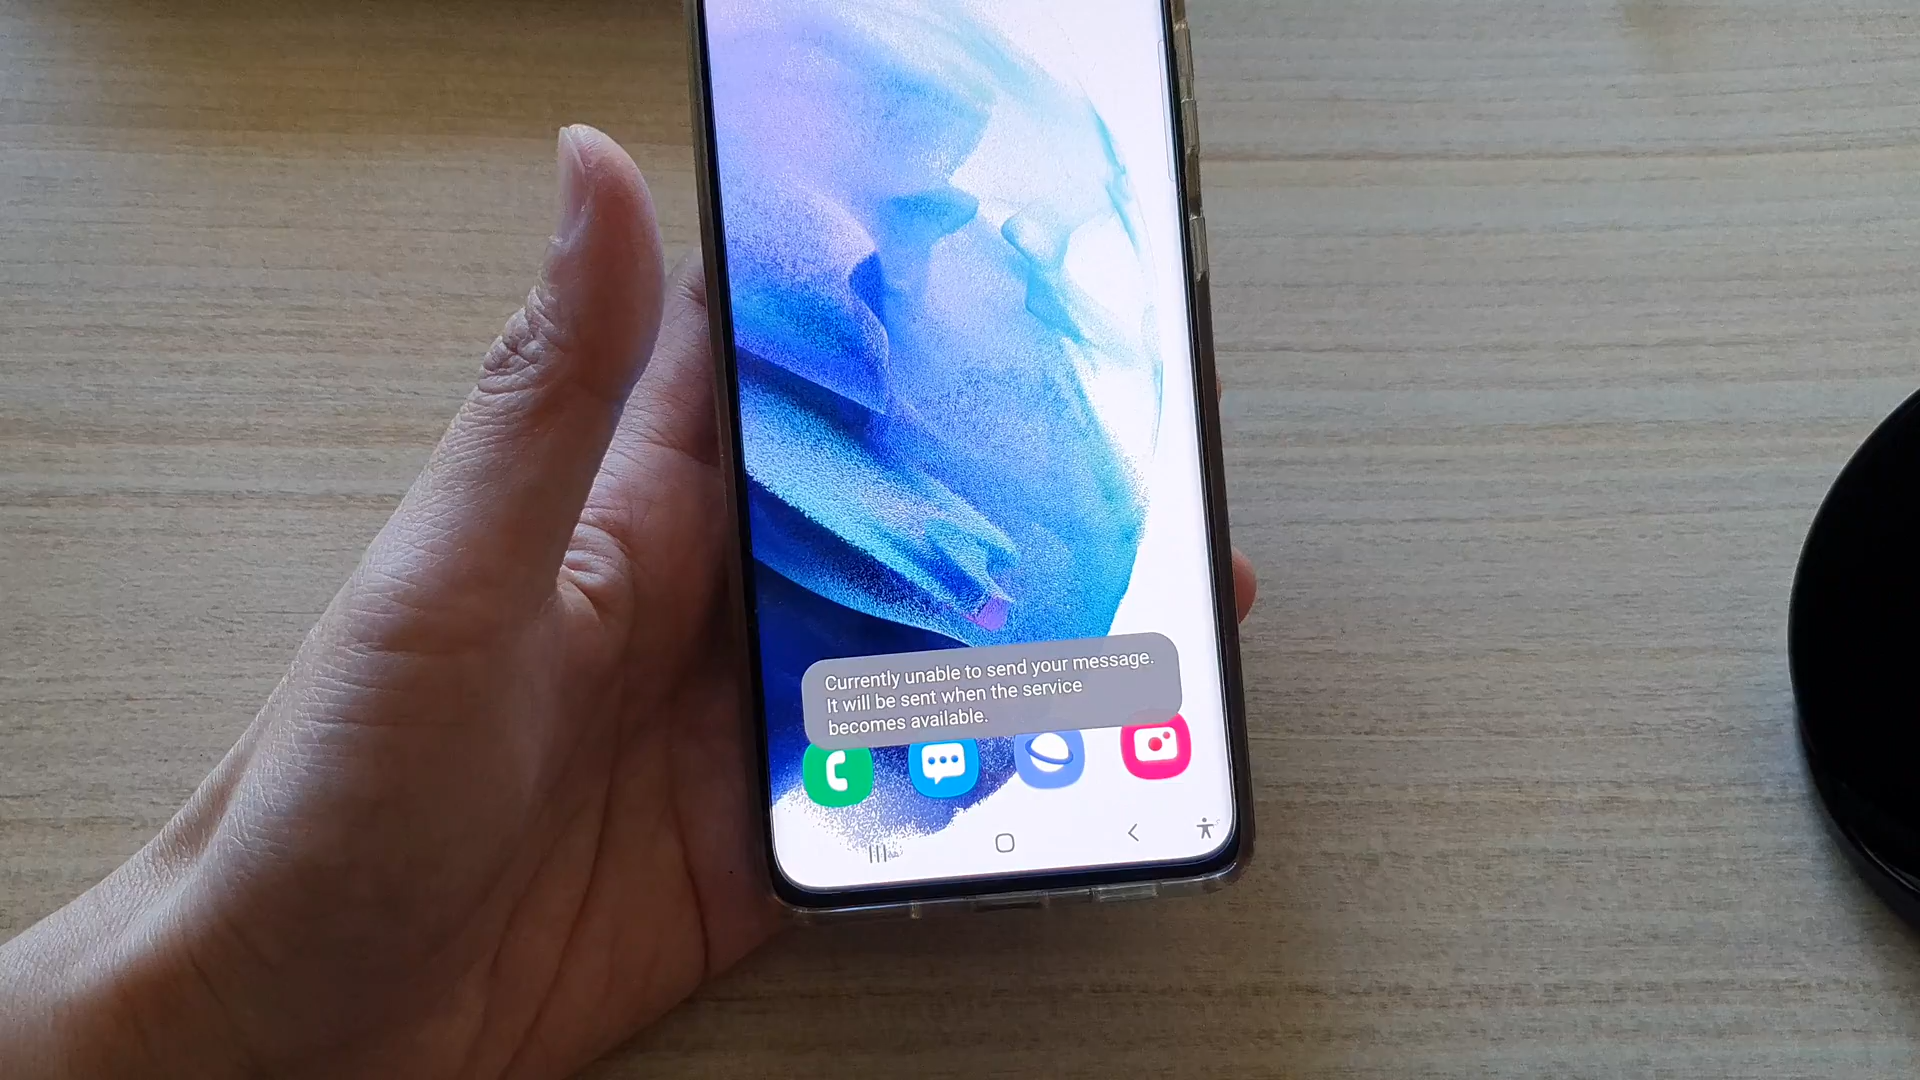 Currently unable to send your message.
It will be sent when the service
becomes available.